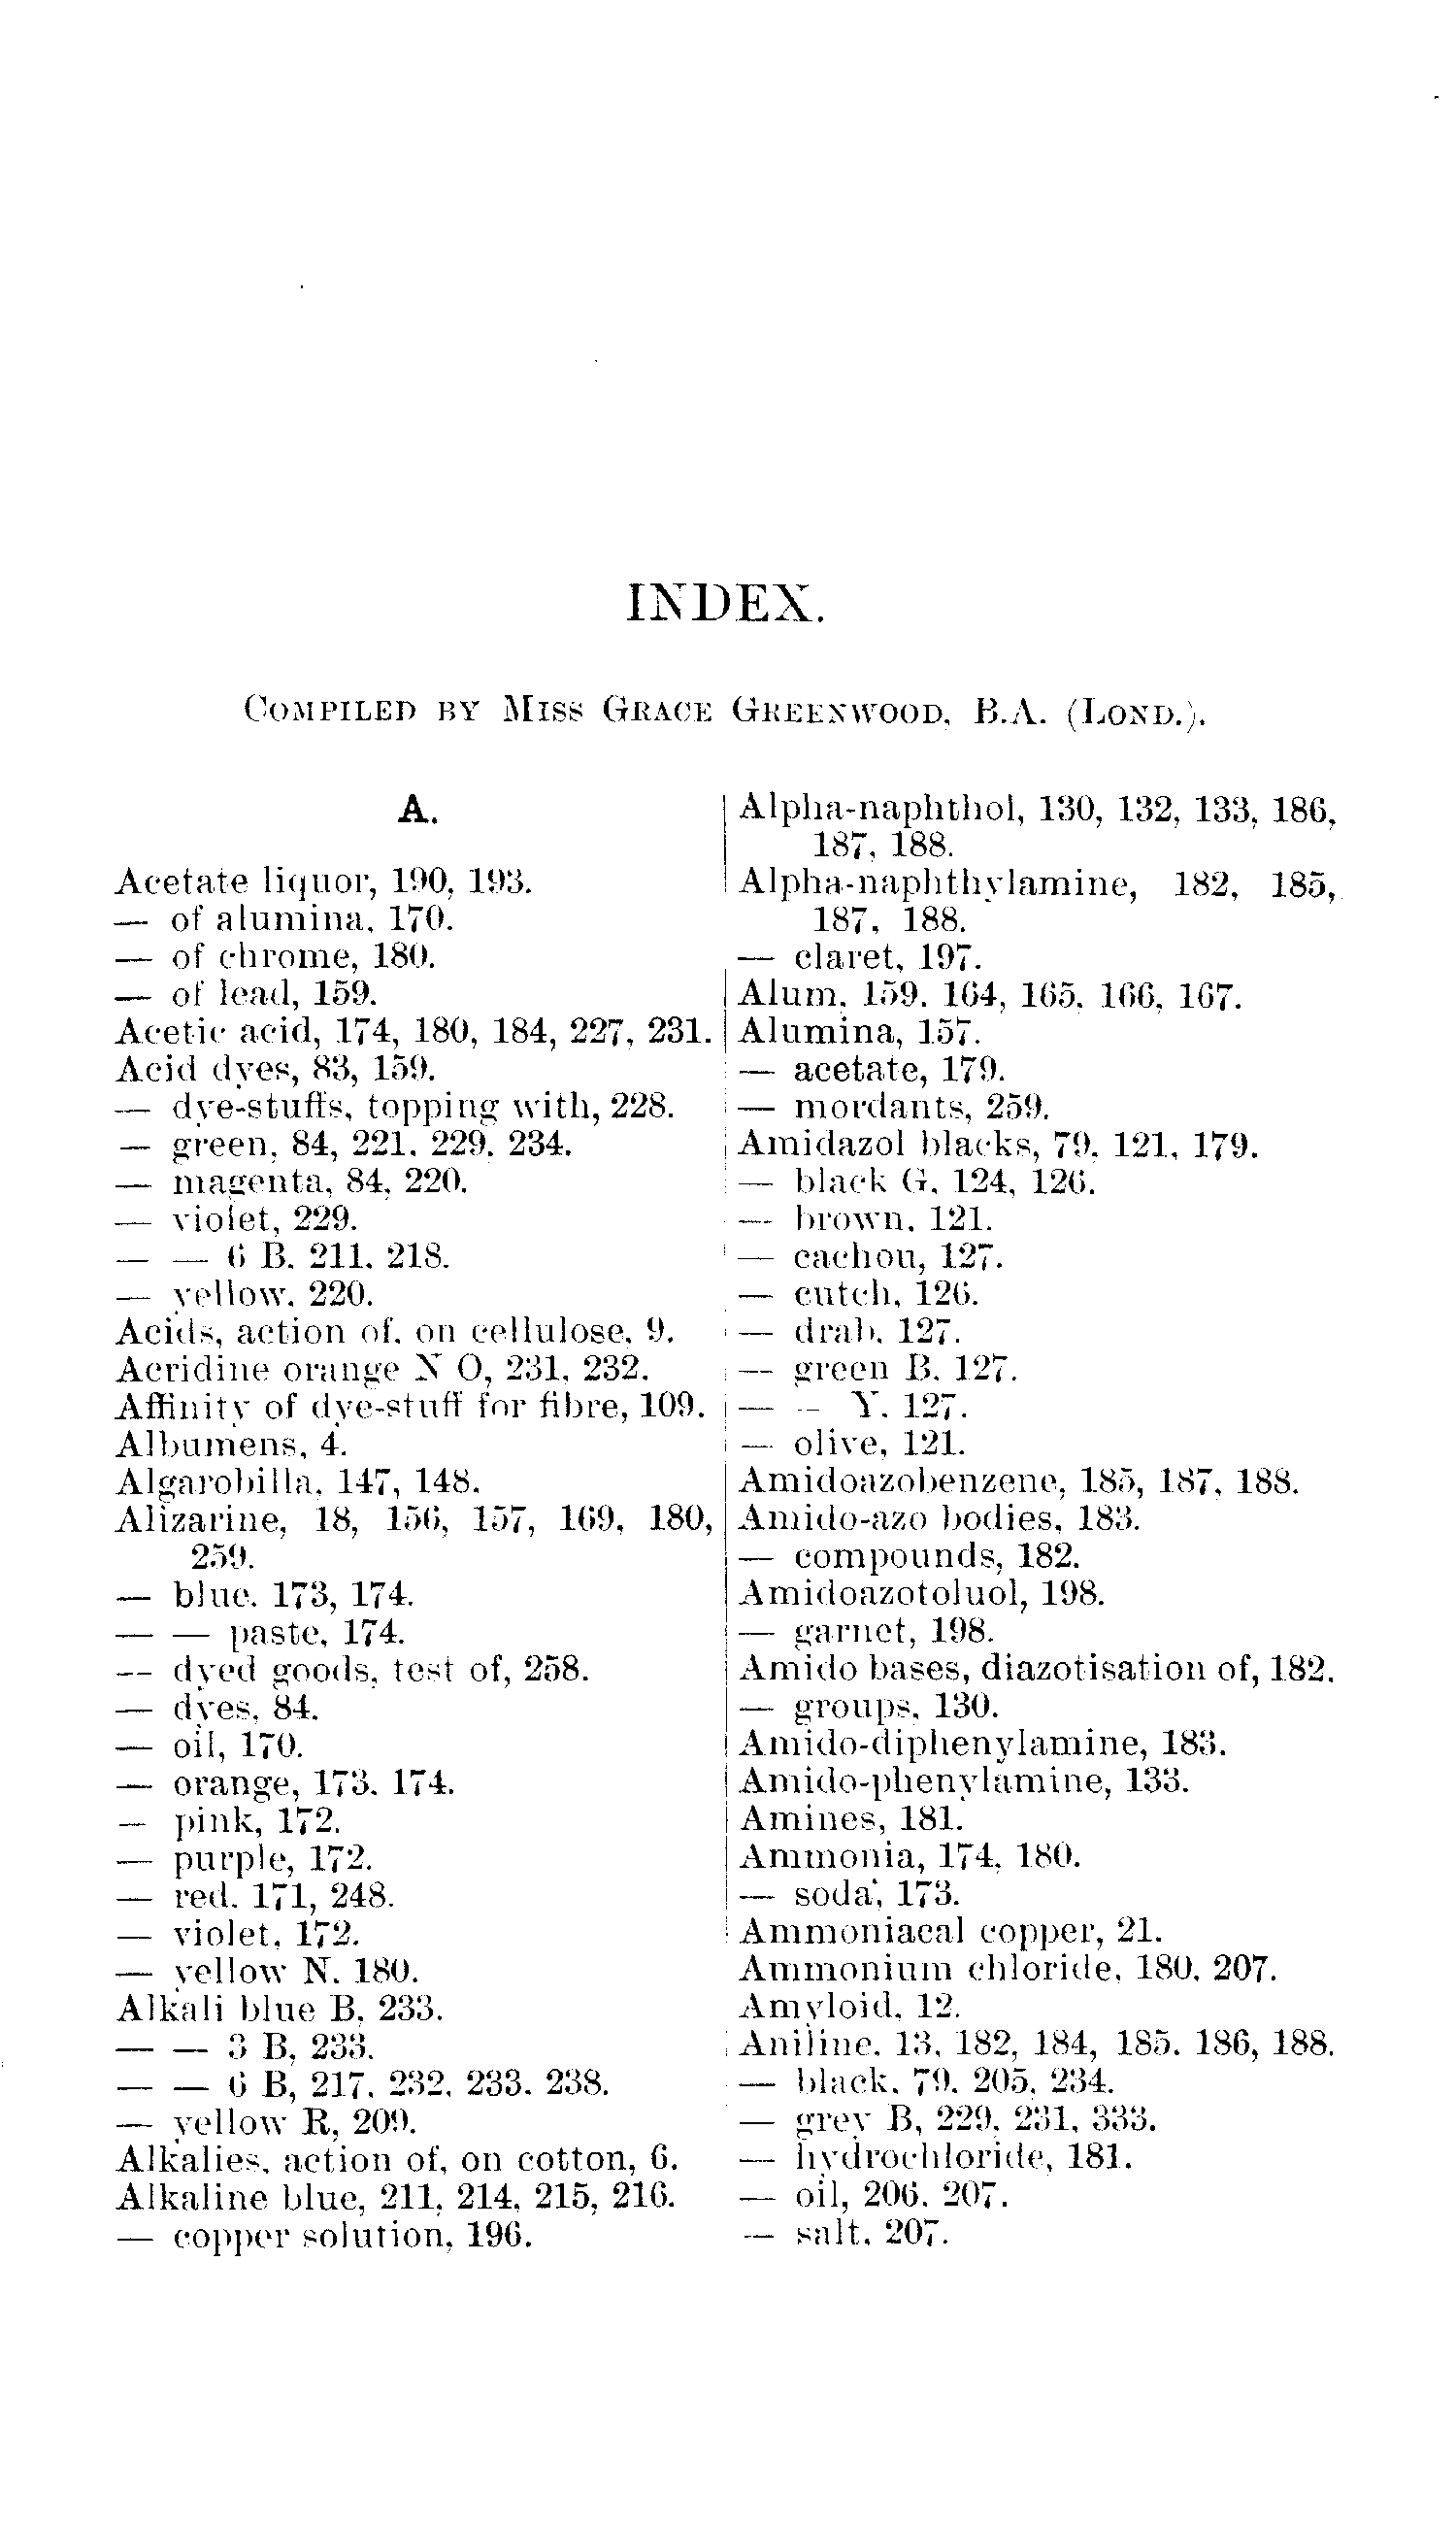 INDEX.
COMPILED BY MISS GRACE GREENWOOD, B.A. (LOND.).
A.
Acetate liquor, 190, 193.
— of alumina, 170.
— of chrome, 180.
— of lead, 159.
Acetic acid, 174, 180, 184, 227, 231.
Acid dyes, 83, 159.
— dye-stuffs, topping with, 228.
— green, 84, 221, 229, 234.
— magenta, 84, 220.
— violet, 229.
— — 6 B, 211, 218.
— yellow, 220.
Acids, action of, on cellulose, 9.
Acridine orange N O, 231, 232.
Affinity of dye-stuff for fibre, 109.
Albumens, 4.
Algarobilla, 147, 148.
Alizarine, 18, 156, 157, 169, 180,
259.
— blue, 173, 174.
— — paste, 174.
— dyed goods, test of, 258.
— dyes, 84.
— oil, 170.
— orange, 173, 174.
— pink, 172.
— purple, 172.
— red, 171, 248.
— violet, 172.
— yellow N, 180.
Alkali blue B, 233.
— — 3 B, 233.
— — 6 B, 217, 232, 233, 238.
— yellow R, 209.
Alkalies, action of, on cotton, 6.
Alkaline blue, 211, 214, 215, 216.
— copper solution, 196.
Alpha-naphthol, 130, 132, 133, 186,
187, 188.
Alpha-naphthylamine, 182, 185,
187, 188.
— claret, 197.
Alum, 159, 164, 165, 166, 167.
Alumina, 157.
— acetate, 179.
— mordants, 259.
Amidazol blacks, 79, 121, 179.
— black G, 124, 126.
— brown, 121.
— cachou, 127.
— cutch, 126.
— drab, 127.
— green B, 127.
— – Y, 127.
— olive, 121.
Amidoazobenzene, 185, 187, 188.
Amido-azo bodies, 183.
— compounds, 182.
Amidoazotoluol, 198.
— garnet, 198.
Amido bases, diazotisation of, 182.
— groups, 130.
Amido-diphenylamine, 183.
Amido-phenylamine, 133.
Amines, 181.
Ammonia, 174, 180.
— soda, 173.
Ammoniacal copper, 21.
Ammonium chloride, 180, 207.
Amyloid, 12.
Aniline, 13, 182, 184, 185, 186, 188.
— black, 79, 205, 234.
— grey B, 229, 231, 333.
— hydrochloride, 181.
— oil, 206, 207.
— salt, 207.